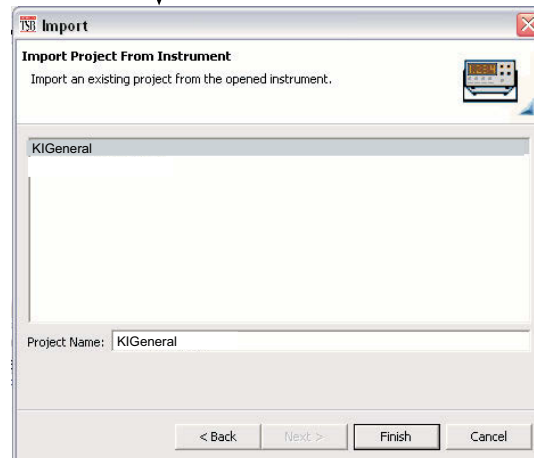 TSB Import
Import Project From Instrument
Import an existing project from the opened instrument.
KIGeneral
Project Name: KIGeneral
< Back Next > Finish Cancel